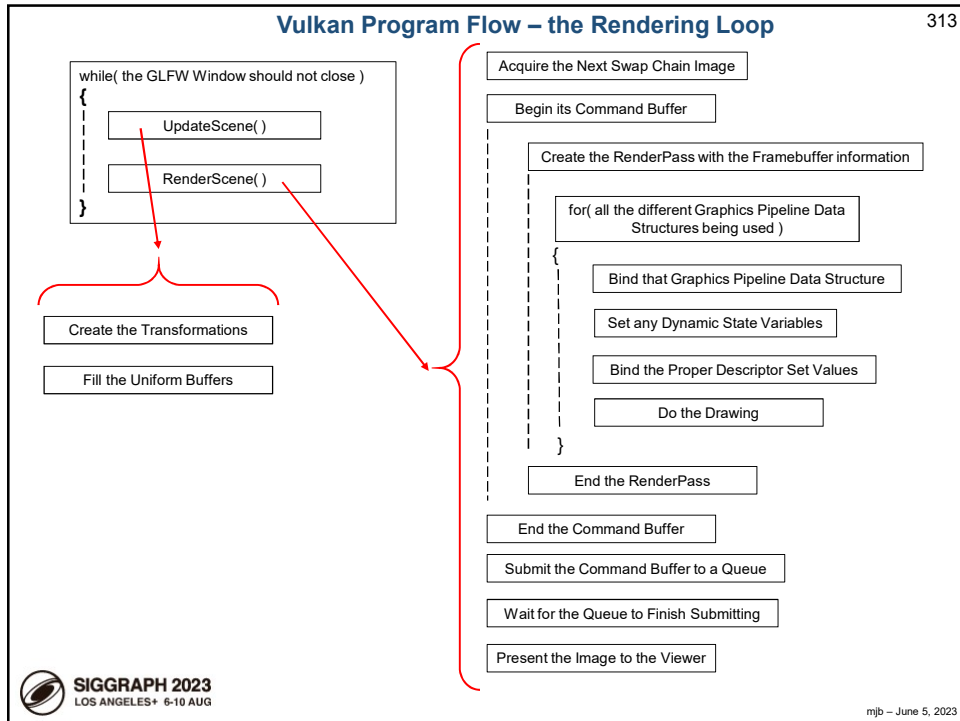 Vulkan Program Flow – the Rendering Loop
313
while( the GLFW Window should not close )
{
UpdateScene( )
RenderScene( )
}
Create the Transformations
Fill the Uniform Buffers
Acquire the Next Swap Chain Image
Begin its Command Buffer
Create the RenderPass with the Framebuffer information
for( all the different Graphics Pipeline Data
Structures being used )
{
Bind that Graphics Pipeline Data Structure
Set any Dynamic State Variables
Bind the Proper Descriptor Set Values
Do the Drawing
}
End the RenderPass
End the Command Buffer
Submit the Command Buffer to a Queue
Wait for the Queue to Finish Submitting
Present the Image to the Viewer
SIGGRAPH 2023
LOS ANGELES+ 6-10 AUG
mjb – June 5, 2023